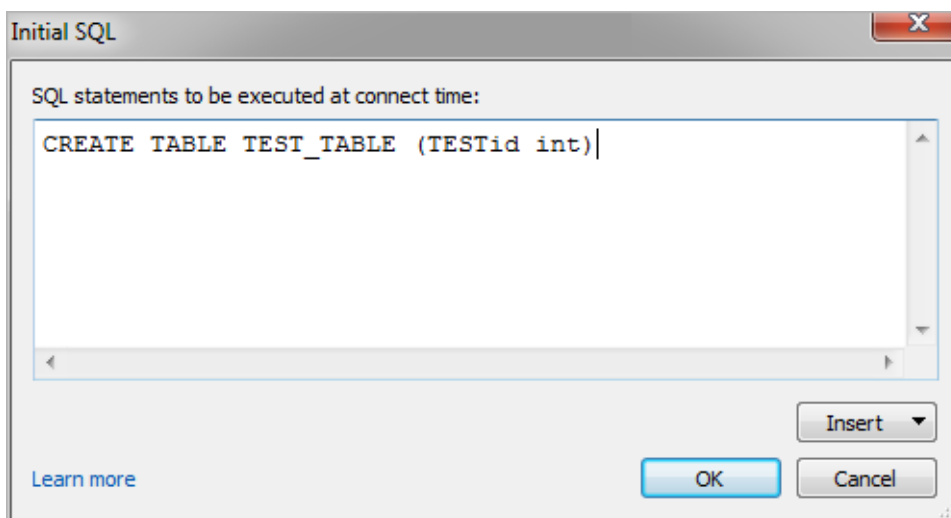 Initial SQL
SQL statements to be executed at connect time:
CREATE TABLE TEST_TABLE (TESTid int)
Insert
Learn more
OK
Cancel